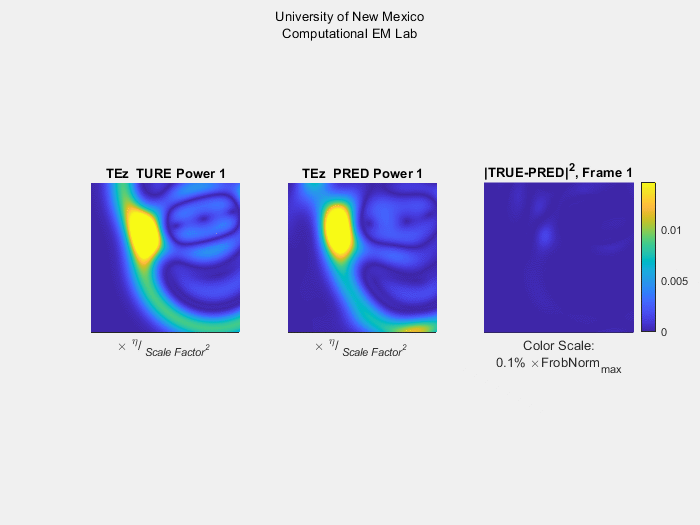 University of New Mexico
Computational EM Lab
TEz TURE Power 1
TEz PRED Power 1
|TRUE-PRED|², Frame 1
0.01
0.005
0
× η/ Scale Factor²
× η/ Scale Factor²
Color Scale:
0.1% ×FrobNorm_max